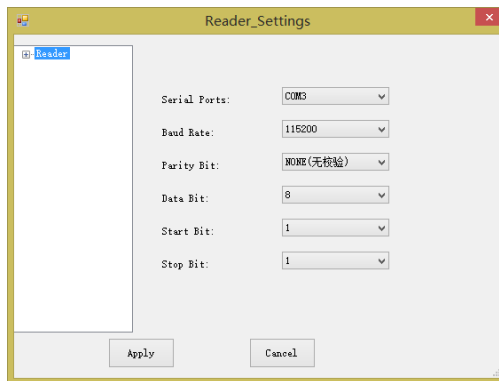 Reader_Settings
Reader
Serial Ports: COM3
Baud Rate: 115200
Parity Bit: NONE(无校验)
Data Bit: 8
Start Bit: 1
Stop Bit: 1
Apply Cancel